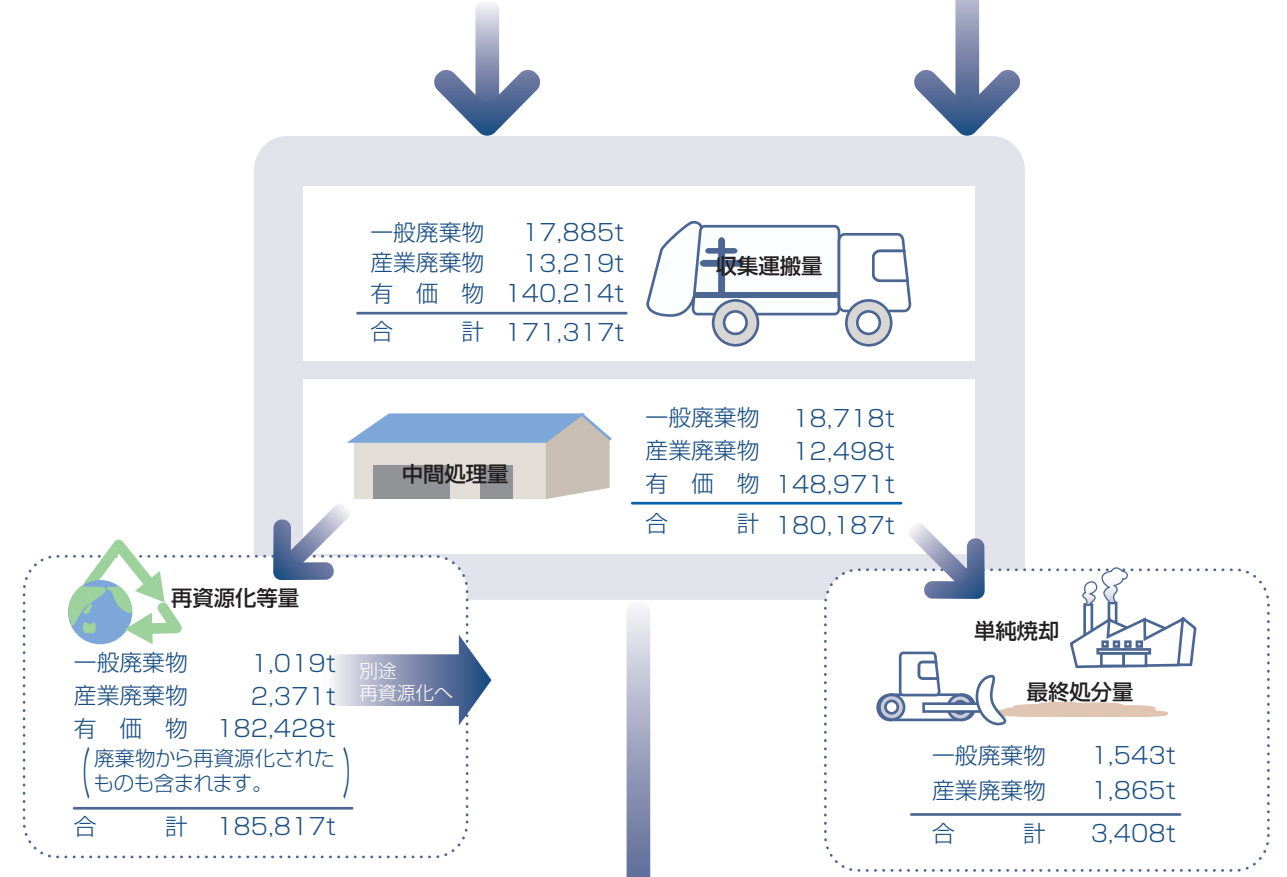 一般廃棄物 17,885t
産業廃棄物 13,219t
有価物 140,214t
合計 171,317t
収集運搬量
中間処理量
一般廃棄物 18,718t
産業廃棄物 12,498t
有価物 148,971t
合計 180,187t
再資源化等量
一般廃棄物 1,019t
産業廃棄物 2,371t
有価物 182,428t
(廃棄物から再資源化された
ものも含まれます。)
合計 185,817t
別途
再資源化へ
単純焼却
最終処分量
一般廃棄物 1,543t
産業廃棄物 1,865t
合計 3,408t